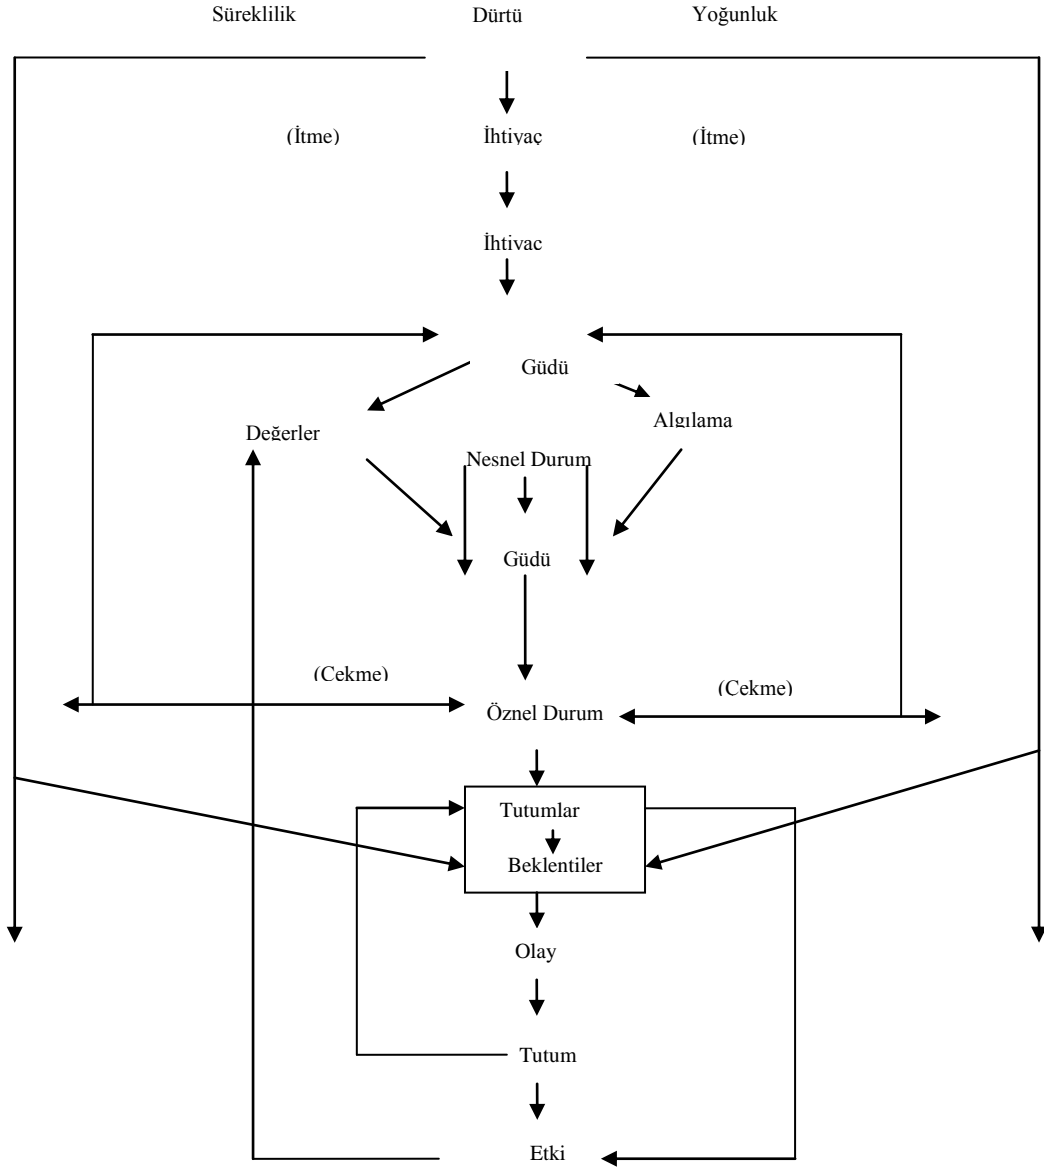 Süreklilik Dürtü Yoğunluk
(İtme) İhtiyaç (İtme)
İhtiyac
Güdü
Değerler Algılama
Nesnel Durum
Güdü
(Cekme) (Cekme)
Öznel Durum
Tutumlar
Beklentiler
Olay
Tutum
Etki